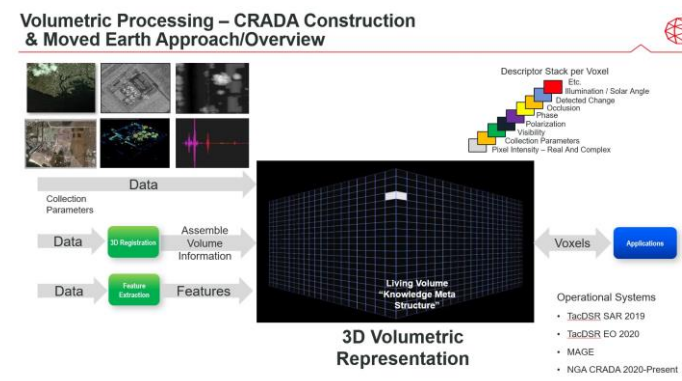 Volumetric Processing – CRADA Construction
& Moved Earth Approach/Overview
Descriptor Stack per Voxel
Etc.
Illumination / Solar Angle
Detected Change
Occlusion
Phase
Polarization
Visibility
Collection Parameters
Pixel Intensity – Real And Complex
Data
Collection
Parameters
Data
3D Registration
Assemble
Volume
Information
Data
Feature
Extraction
Features
Living Volume
“Knowledge Meta
Structure”
3D Volumetric
Representation
Voxels
Applications
Operational Systems
• TacDSR SAR 2019
• TacDSR EO 2020
• MAGE
• NGA CRADA 2020-Present